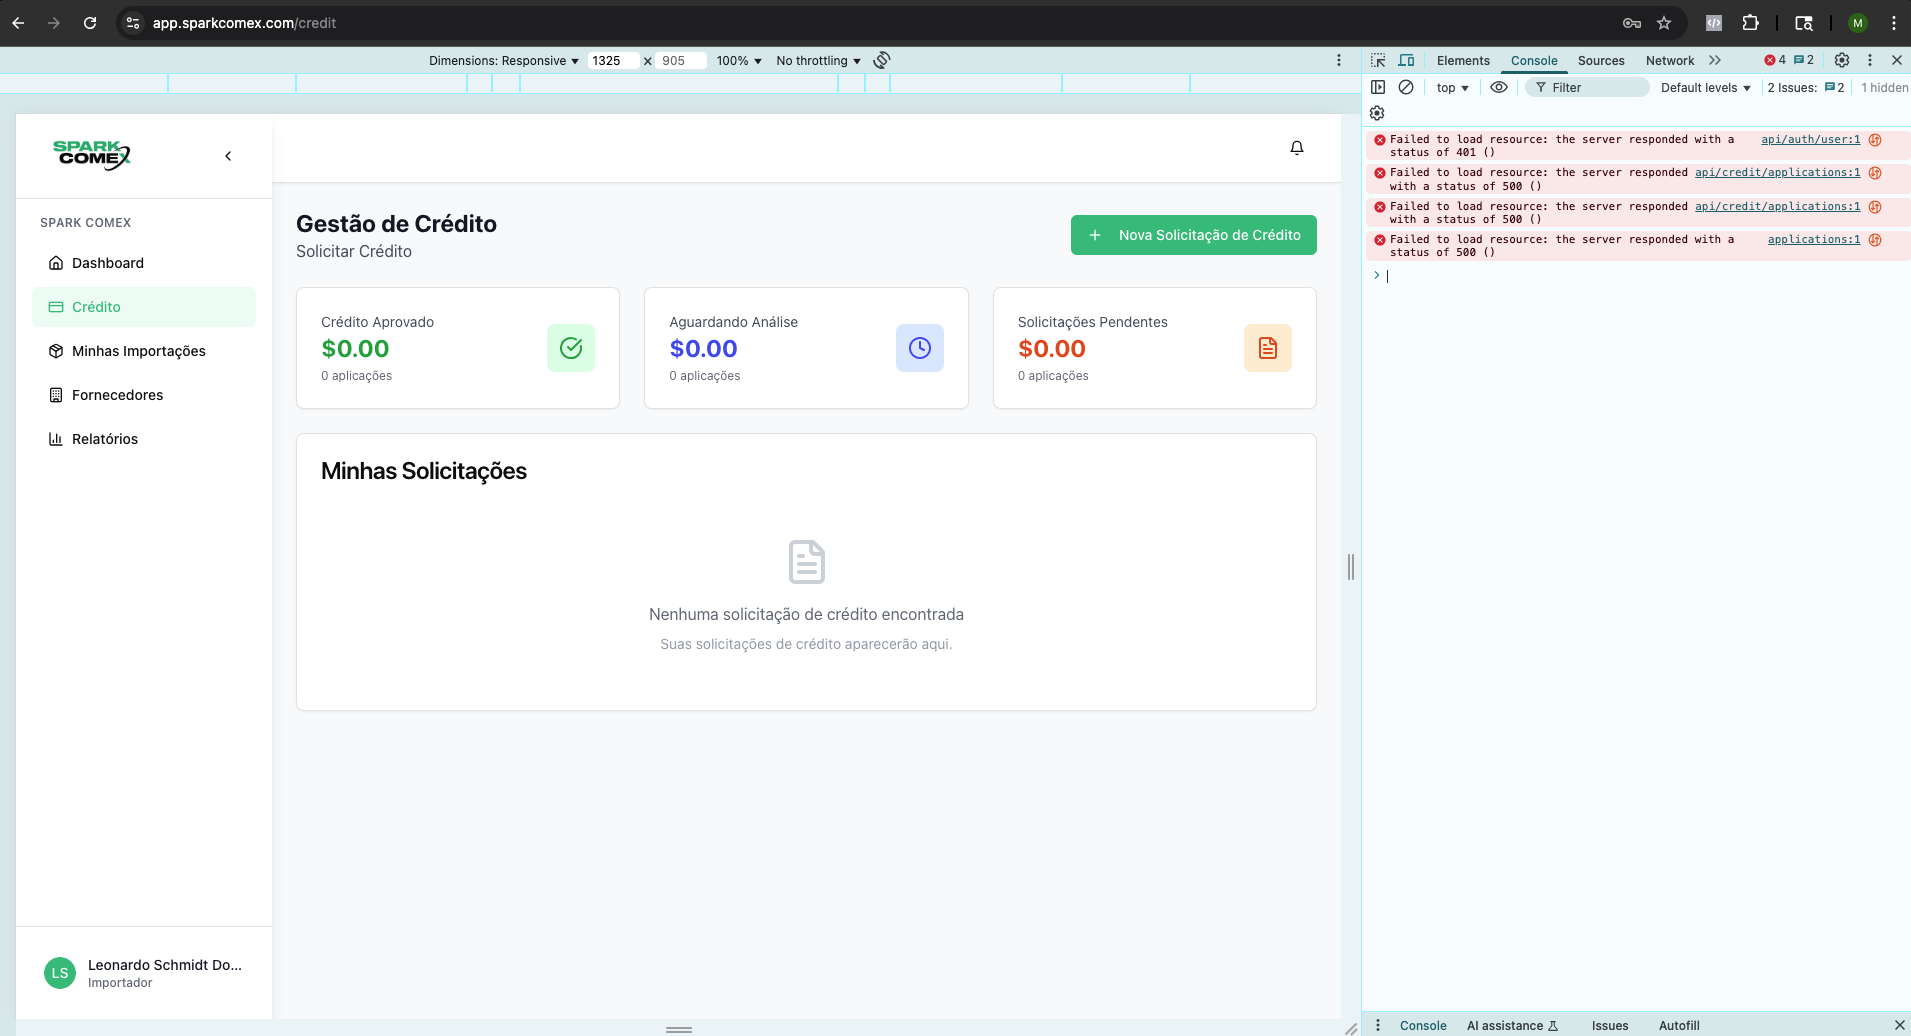 app.sparkcomex.com/credit
M
Dimensions: Responsive 1325 x 905 100% No throttling
SPARK
COMEX
SPARK COMEX
Dashboard
Crédito
Minhas Importações
Fornecedores
Relatórios
LS
Leonardo Schmidt Do...
Importador
Gestão de Crédito
Solicitar Crédito
+ Nova Solicitação de Crédito
Crédito Aprovado
$0.00
0 aplicações
Aguardando Análise
$0.00
0 aplicações
Solicitações Pendentes
$0.00
0 aplicações
Minhas Solicitações
Nenhuma solicitação de crédito encontrada
Suas solicitações de crédito aparecerão aqui.
Elements Console Sources Network 4 2
top Filter Default levels 2 Issues: 2 1 hidden
Failed to load resource: the server responded with a api/auth/user:1
status of 401 ()
Failed to load resource: the server responded api/credit/applications:1
with a status of 500 ()
Failed to load resource: the server responded api/credit/applications:1
with a status of 500 ()
Failed to load resource: the server responded with a applications:1
status of 500 ()
Console AI assistance Issues Autofill